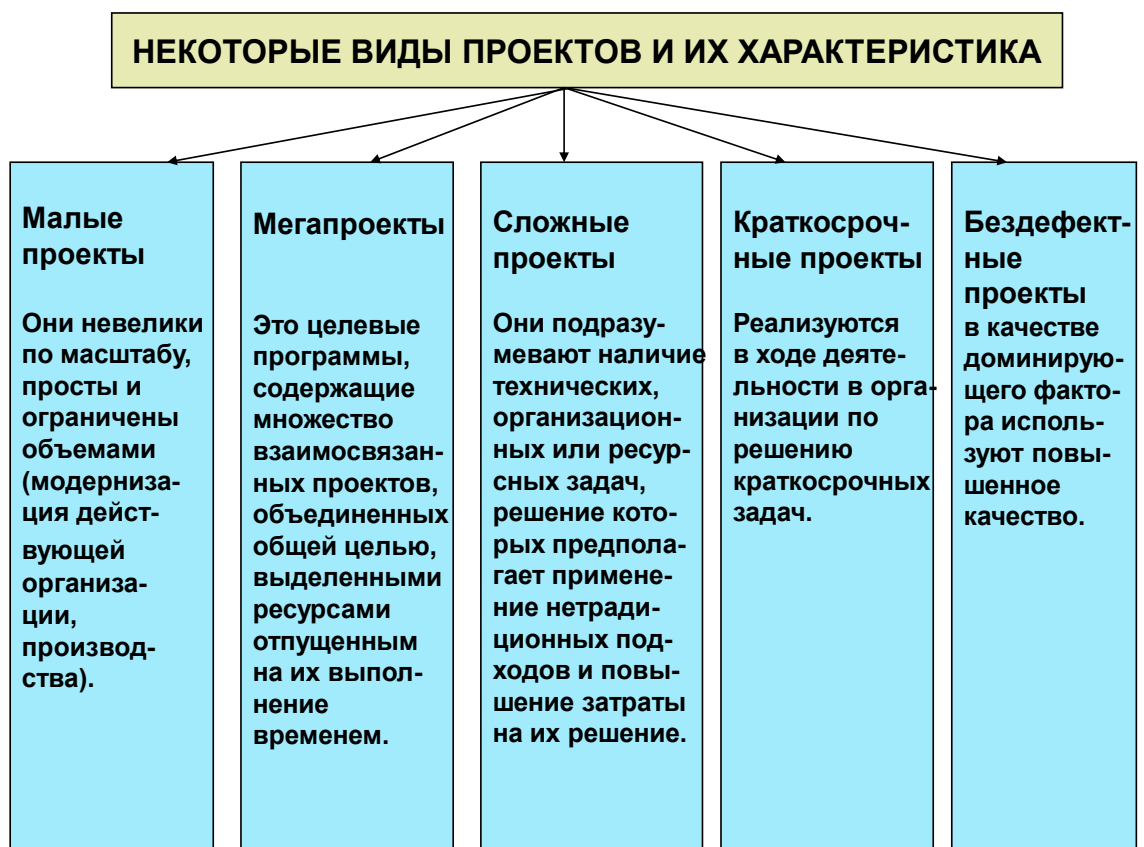 НЕКОТОРЫЕ ВИДЫ ПРОЕКТОВ И ИХ ХАРАКТЕРИСТИКА
Малые
проекты
Они невелики
по масштабу,
просты и
ограничены
объемами
(модерниза-
ция дейст-
вующей
организа-
ции,
производ-
ства).
Мегапроекты
Это целевые
программы,
содержащие
множество
взаимосвязан-
ных проектов,
объединенных
общей целью,
выделенными
ресурсами
отпущенным
на их выпол-
нение
временем.
Сложные
проекты
Они подразу-
мевают наличие
технических,
организацион-
ных или ресур-
сных задач,
решение кото-
рых предпола-
гает примене-
ние нетради-
ционных под-
ходов и повы-
шение затраты
на их решение.
Краткосроч-
ные проекты
Реализуются
в ходе деяте-
льности в орга-
низации по
решению
краткосрочных
задач.
Бездефект-
ные
проекты
в качестве
доминирую-
щего факто-
ра исполь-
зуют повы-
шенное
качество.